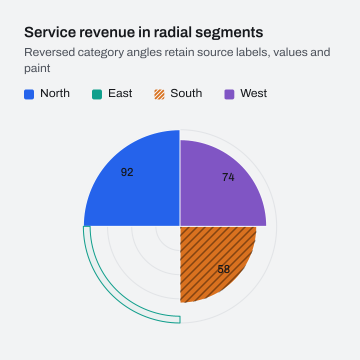 Service revenue in radial segments
Reversed category angles retain source labels, values and
paint
North East South West
92
74
58